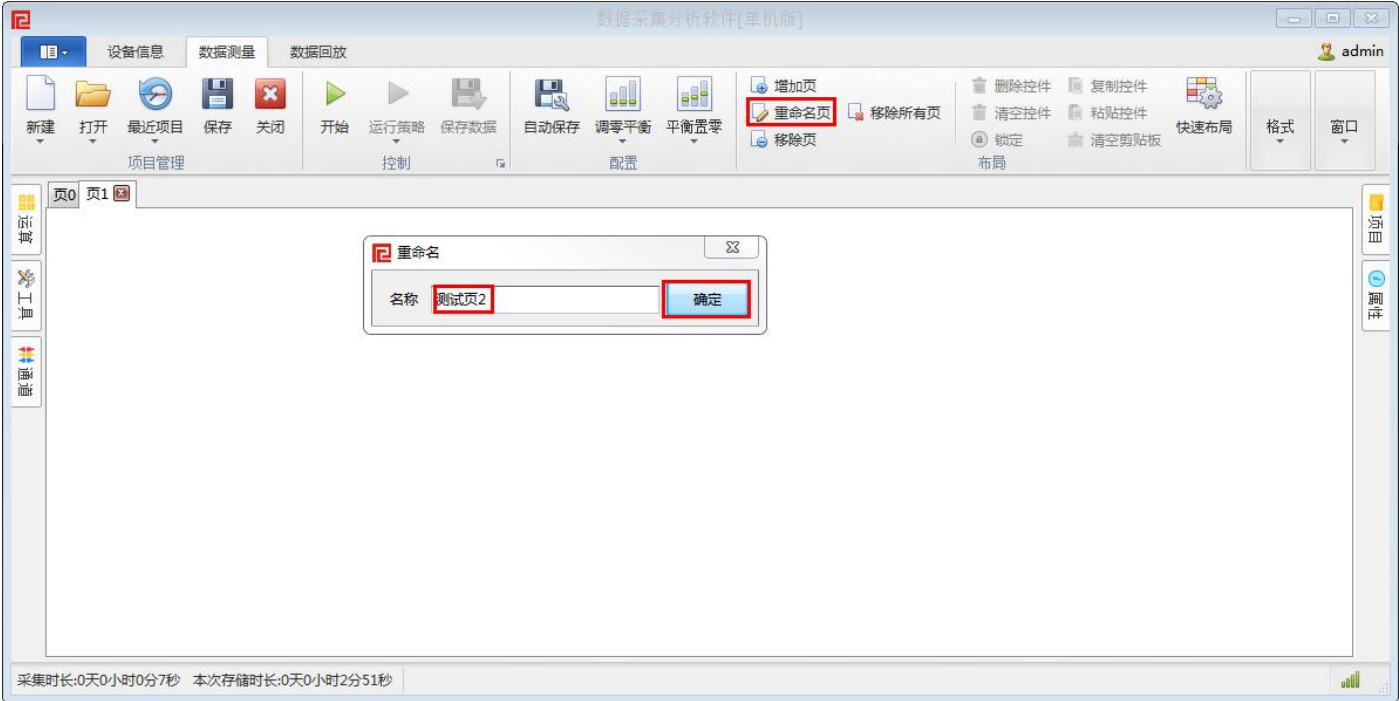 数据采集分析软件[单机版]
设备信息 数据测量 数据回放 admin
新建 打开 最近项目 保存 关闭 开始 运行策略 保存数据 自动保存 调零平衡 平衡置零
增加页 删除控件 复制控件
重命名页 移除所有页 清空控件 粘贴控件
移除页 锁定 清空剪贴板
快速布局 格式 窗口
项目管理 控制 配置 布局
页0 页1
运算
工具
通道
项目
属性
重命名
名称 测试页2 确定
采集时长:0天0小时0分7秒 本次存储时长:0天0小时2分51秒